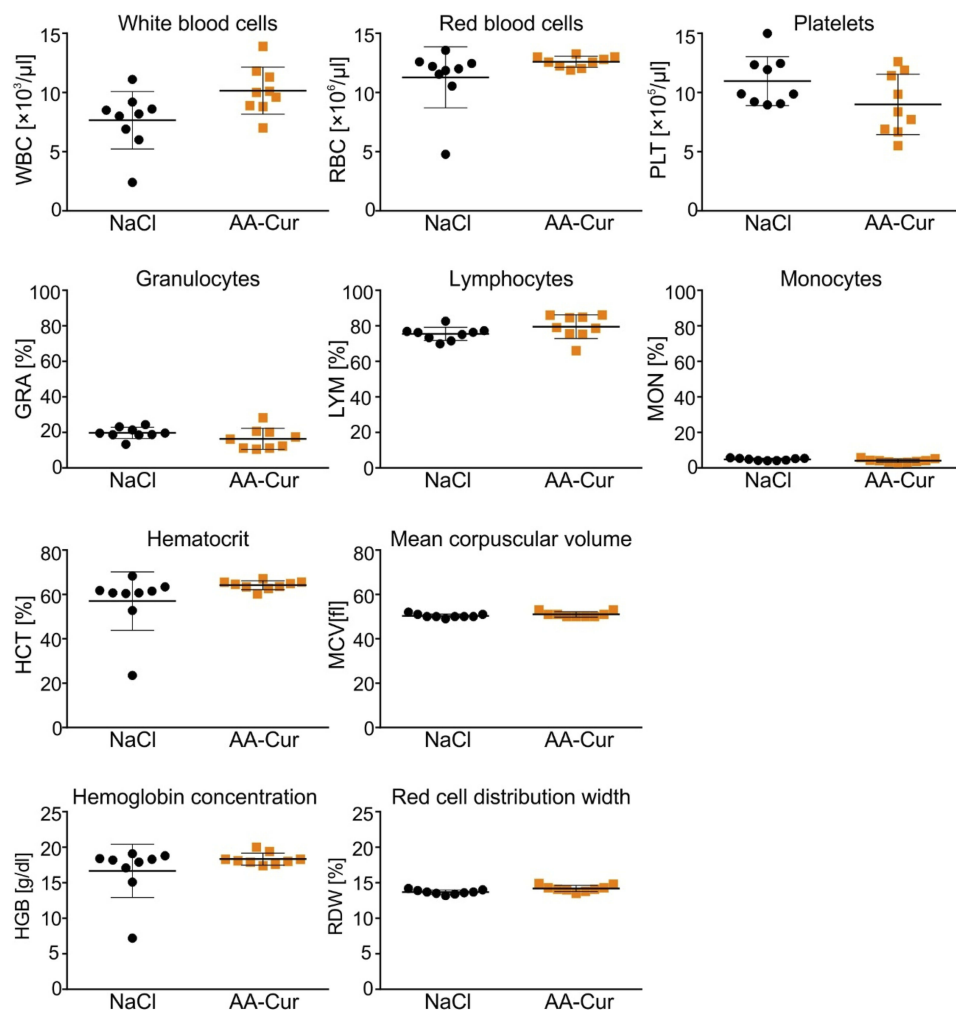 White blood cells
WBC [×10³/µl]
15
10
5
0
NaCl
AA-Cur
Red blood cells
RBC [×10⁶/µl]
15
10
5
0
NaCl
AA-Cur
Platelets
PLT [×10⁵/µl]
15
10
5
0
NaCl
AA-Cur
Granulocytes
GRA [%]
100
80
60
40
20
0
NaCl
AA-Cur
Lymphocytes
LYM [%]
100
80
60
40
20
0
NaCl
AA-Cur
Monocytes
MON [%]
100
80
60
40
20
0
NaCl
AA-Cur
Hematocrit
HCT [%]
80
60
40
20
0
NaCl
AA-Cur
Mean corpuscular volume
MCV[fl]
80
60
40
20
0
NaCl
AA-Cur
Hemoglobin concentration
HGB [g/dl]
25
20
15
10
5
0
NaCl
AA-Cur
Red cell distribution width
RDW [%]
25
20
15
10
5
0
NaCl
AA-Cur